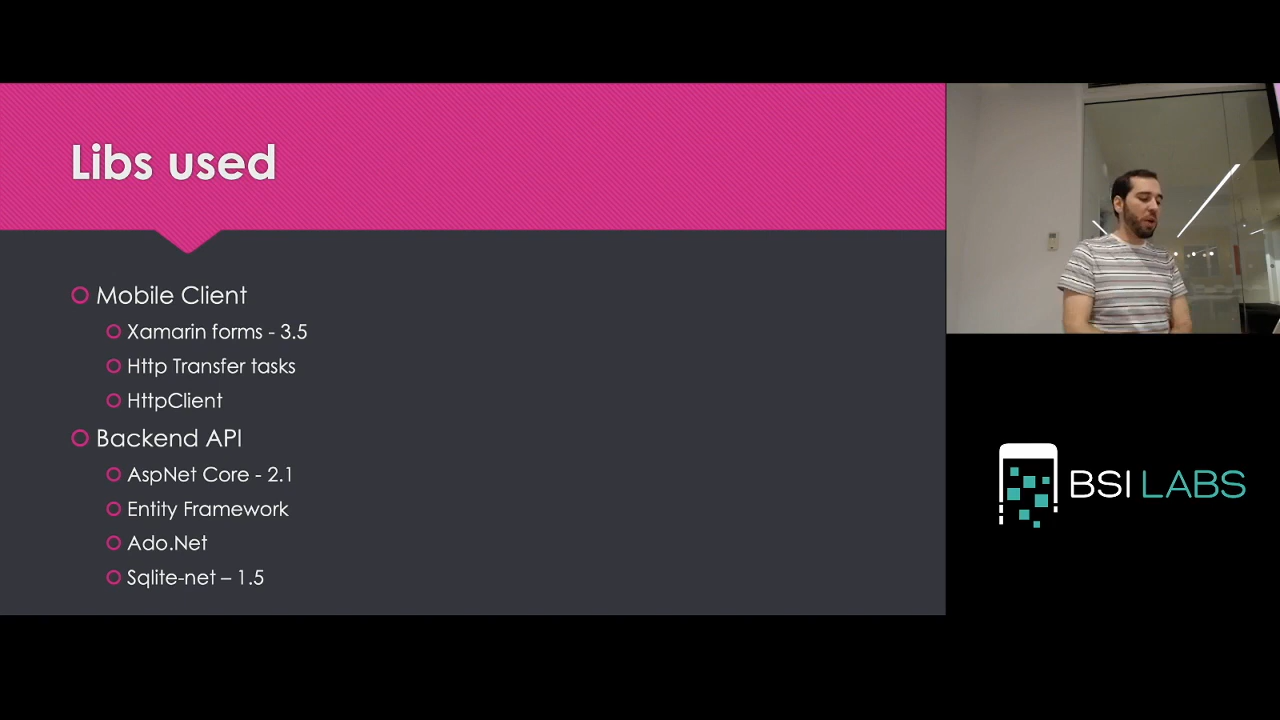 Libs used
Mobile Client
Xamarin forms - 3.5
Http Transfer tasks
HttpClient
Backend API
AspNet Core - 2.1
Entity Framework
Ado.Net
Sqlite-net – 1.5
BSI LABS